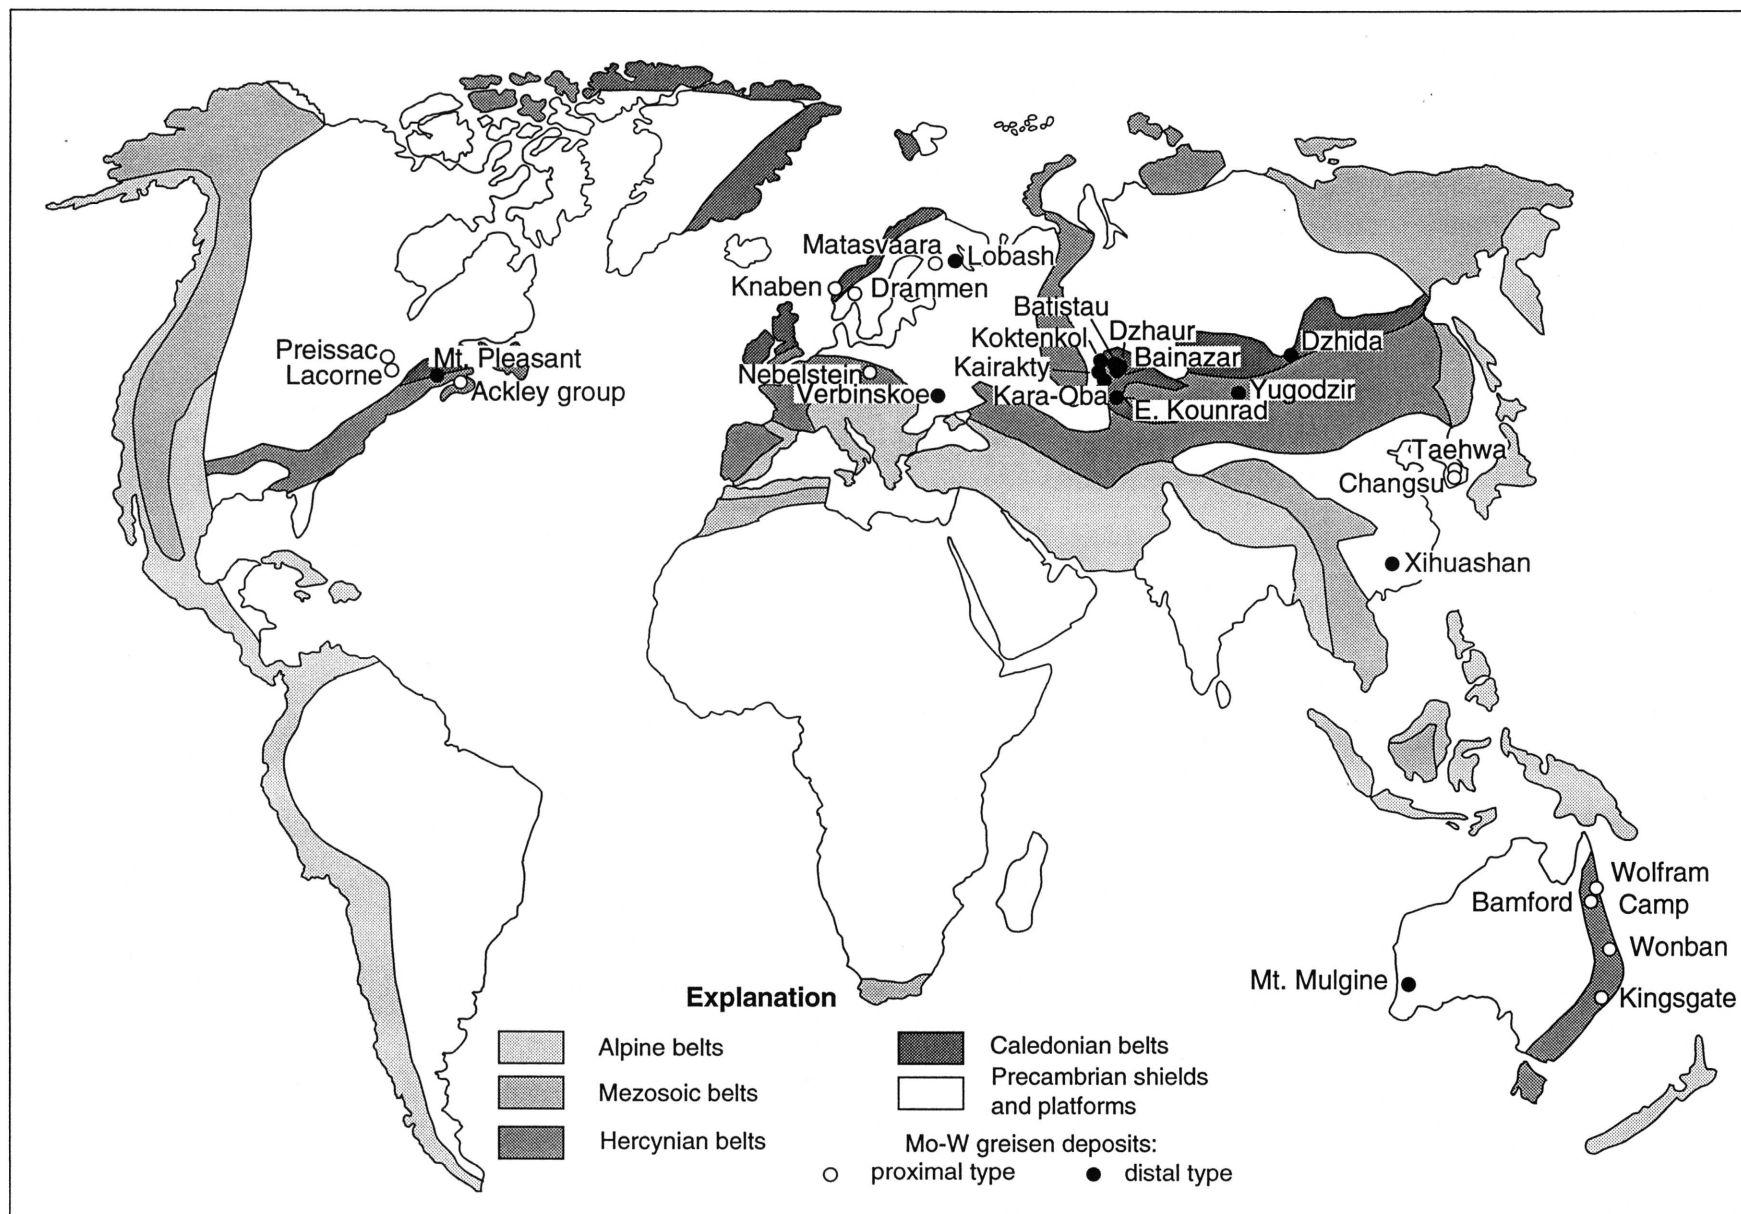 Matasvaara
Lobash
Knaben
Drammen
Batistau
Koktenkol
Dzhaur
Dzhida
Preissac
Mt. Pleasant
Bainazar
Lacorne
Nebelstein
Kairakty
Ackley group
Verbinskoe
Kara-Oba
Yugodzir
E. Kounrad
Taehwa
Changsu
Xihuashan
Wolfram
Bamford
Camp
Wonban
Mt. Mulgine
Kingsgate
Explanation
Alpine belts
Mezosoic belts
Hercynian belts
Caledonian belts
Precambrian shields
and platforms
Mo-W greisen deposits:
proximal type
distal type